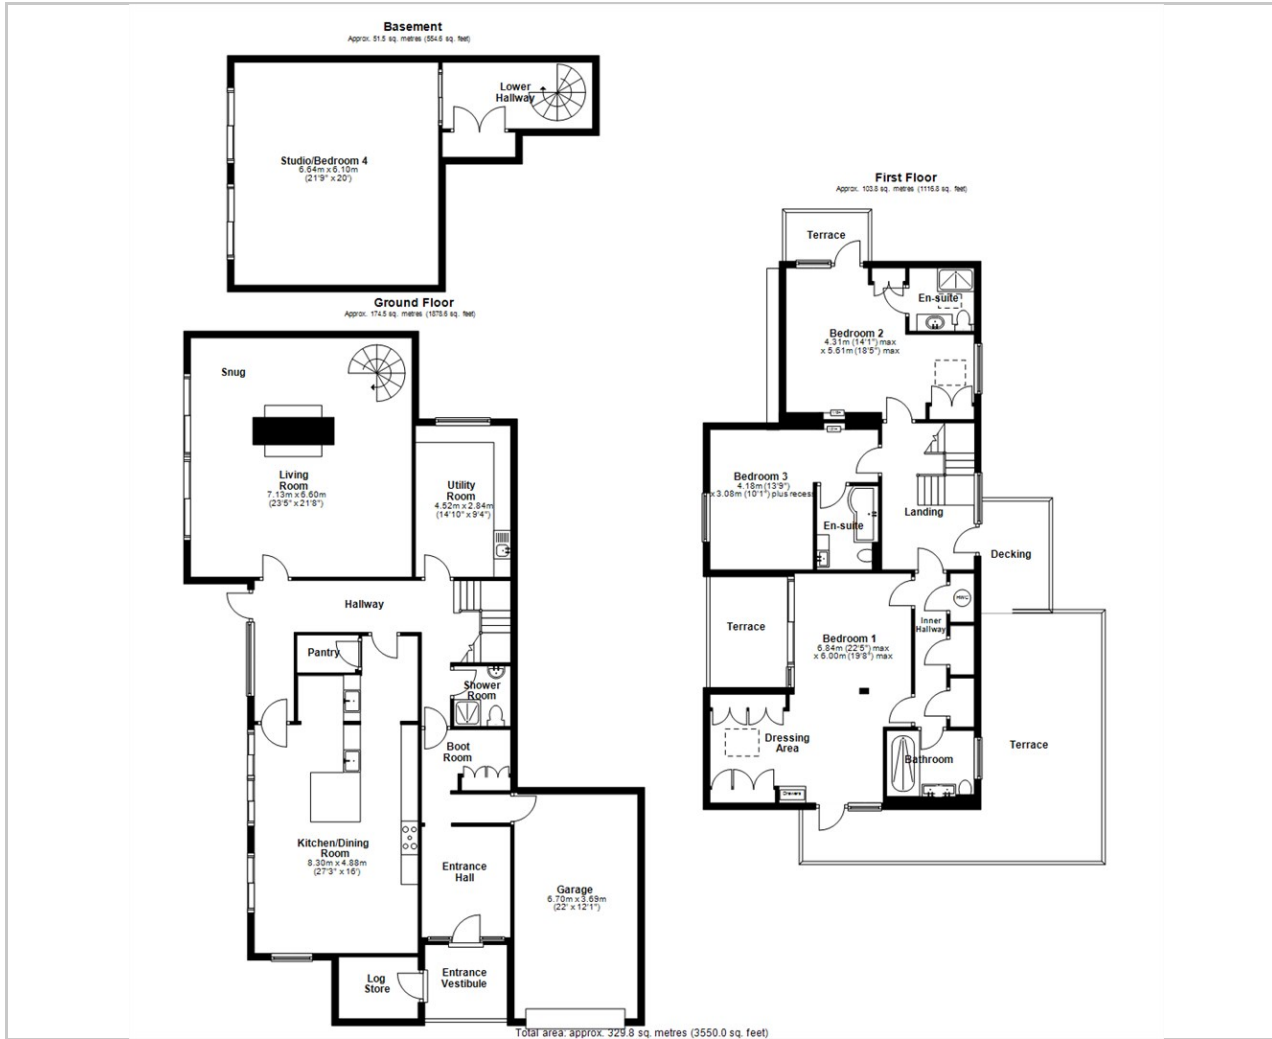 Basement
Approx. 51.5 sq. metres (554.6 sq. feet)
Lower
Hallway
Studio/Bedroom 4
6.64m x 6.10m
(21'9" x 20')
First Floor
Approx. 103.8 sq. metres (1116.8 sq. feet)
Terrace
En-suite
Bedroom 2
4.31m (14'1") max
x 5.61m (18'5") max
Bedroom 3
4.18m (13'9")
x 3.08m (10'1") plus recess
En-suite
Landing
Decking
HWC
Inner
Hallway
Terrace
Bedroom 1
6.84m (22'5") max
x 6.00m (19'8") max
Dressing
Area
Drawers
Bathroom
Terrace
Ground Floor
Approx. 174.5 sq. metres (1878.6 sq. feet)
Snug
Living
Room
7.13m x 6.60m
(23'5" x 21'8")
Utility
Room
4.52m x 2.84m
(14'10" x 9'4")
Hallway
Pantry
Shower
Room
Boot
Room
Kitchen/Dining
Room
8.30m x 4.88m
(27'3" x 16')
Entrance
Hall
Garage
6.70m x 3.69m
(22' x 12'1")
Log
Store
Entrance
Vestibule
Total area: approx. 329.8 sq. metres (3550.0 sq. feet)